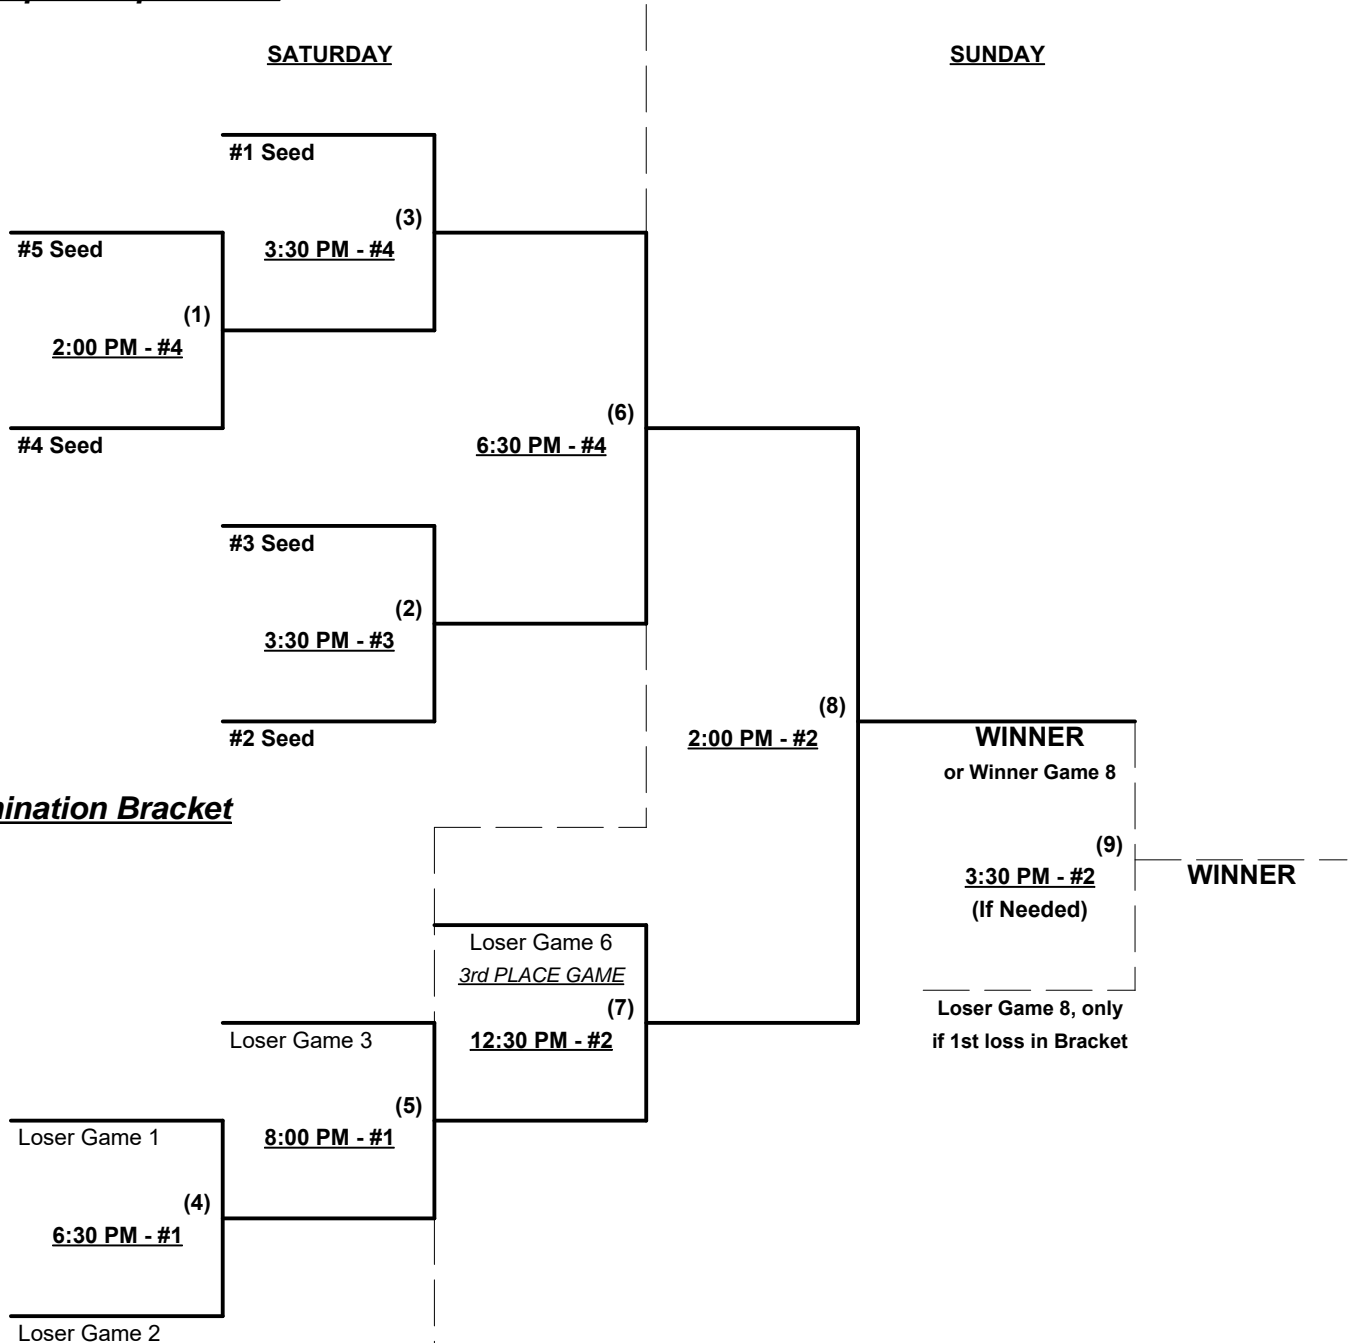 SATURDAY
SUNDAY
#1 Seed
(3)
3:30 PM - #4
#5 Seed
(1)
2:00 PM - #4
#4 Seed
(6)
6:30 PM - #4
#3 Seed
(2)
3:30 PM - #3
#2 Seed
(8)
2:00 PM - #2
WINNER
or Winner Game 8
(9)
3:30 PM - #2
(If Needed)
WINNER
Loser Game 8, only
if 1st loss in Bracket
Bracket
Loser Game 6
3rd PLACE GAME
(7)
12:30 PM - #2
Loser Game 3
(5)
8:00 PM - #1
Loser Game 1
(4)
6:30 PM - #1
Loser Game 2